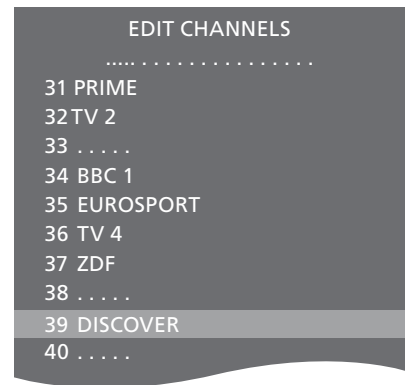 EDIT CHANNELS
..... . . . . . . . . . . . . . . .
31 PRIME
32 TV 2
33 . . . . .
34 BBC 1
35 EUROSPORT
36 TV 4
37 ZDF
38 . . . . .
39 DISCOVER
40 . . . . .